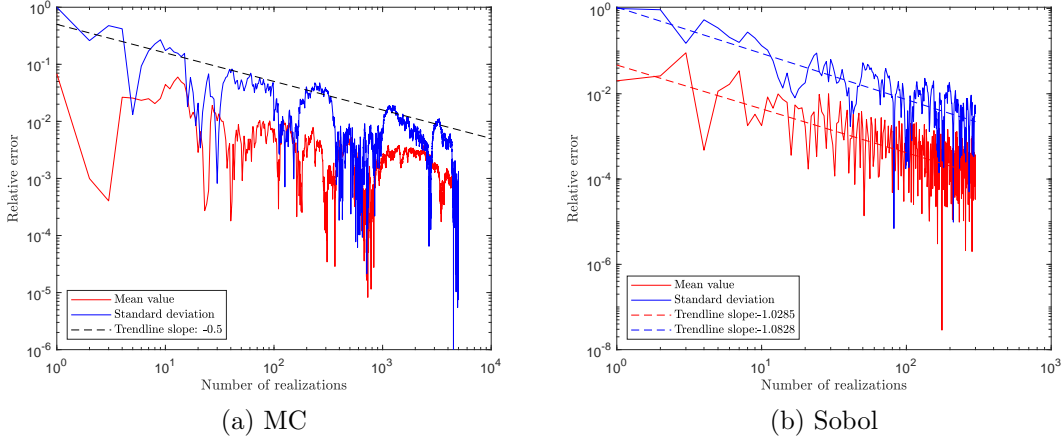 10^0
10^-1
10^-2
10^-3
10^-4
10^-5
10^-6
Relative error
Mean value
Standard deviation
Trendline slope: -0.5
10^0 10^1 10^2 10^3 10^4
Number of realizations
(a) MC
10^0
10^-2
10^-4
10^-6
10^-8
Relative error
Mean value
Standard deviation
Trendline slope:-1.0285
Trendline slope:-1.0828
10^0 10^1 10^2 10^3
Number of realizations
(b) Sobol